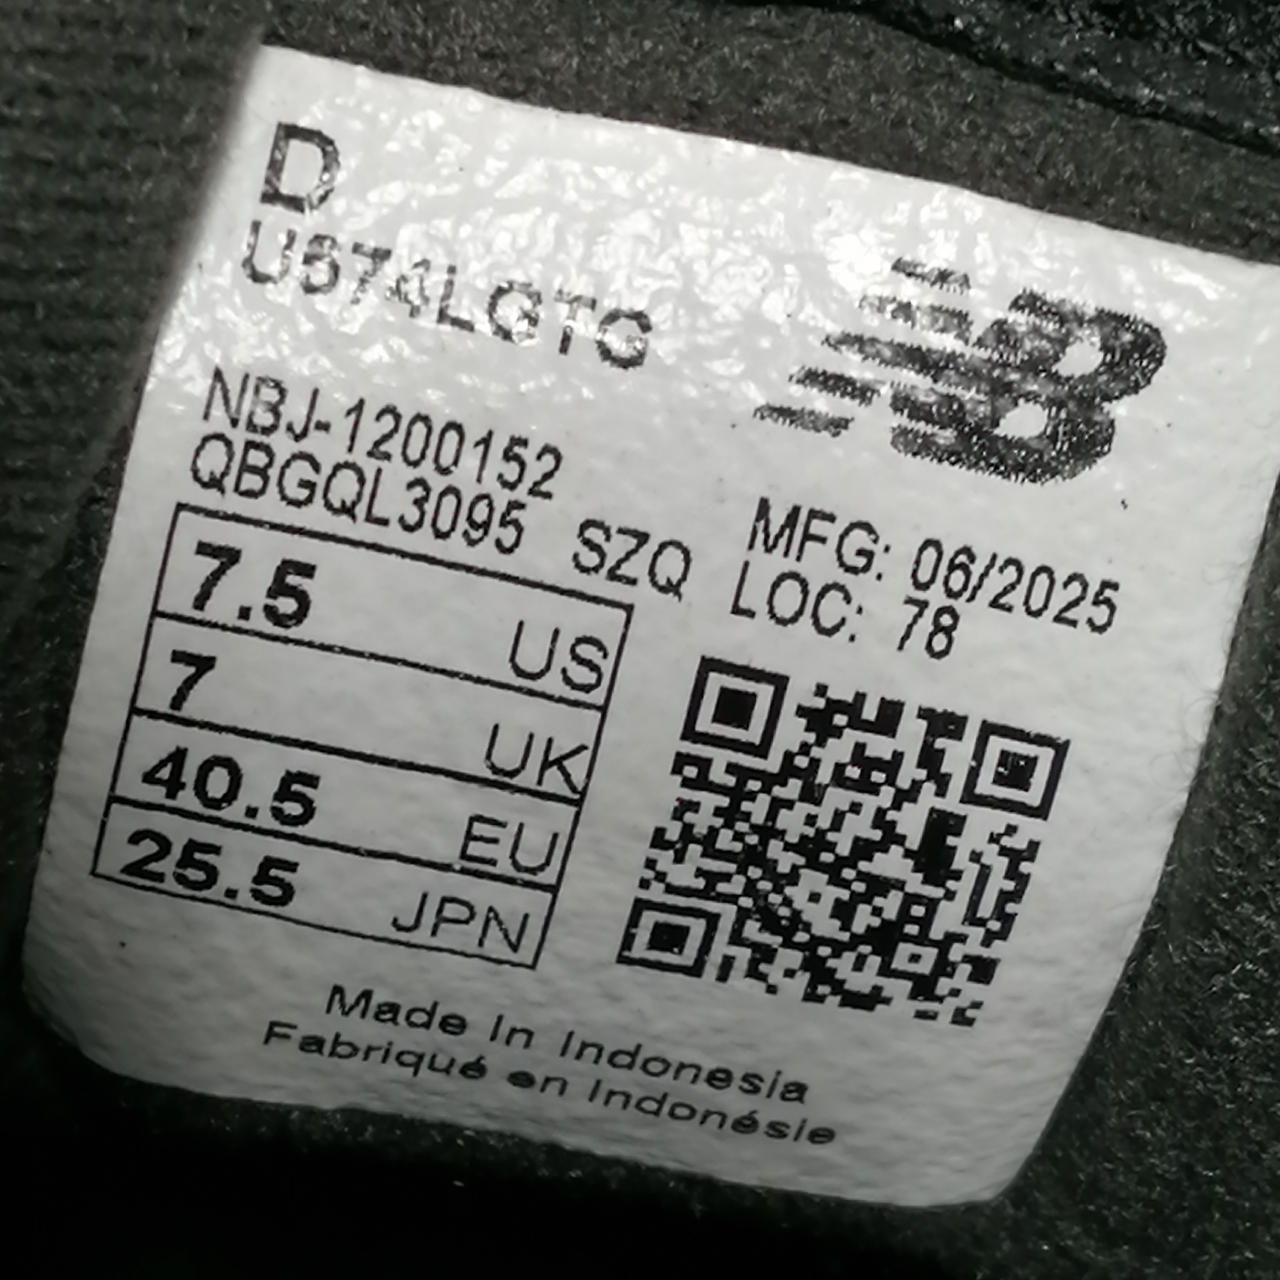 D
U574LGTG
NB
NBJ-1200152
QBGQL3095 SZQ
MFG: 06/2025
LOC: 78
7.5 US
7 UK
40.5 EU
25.5 JPN
Made In Indonesia
Fabriqué en Indonésie